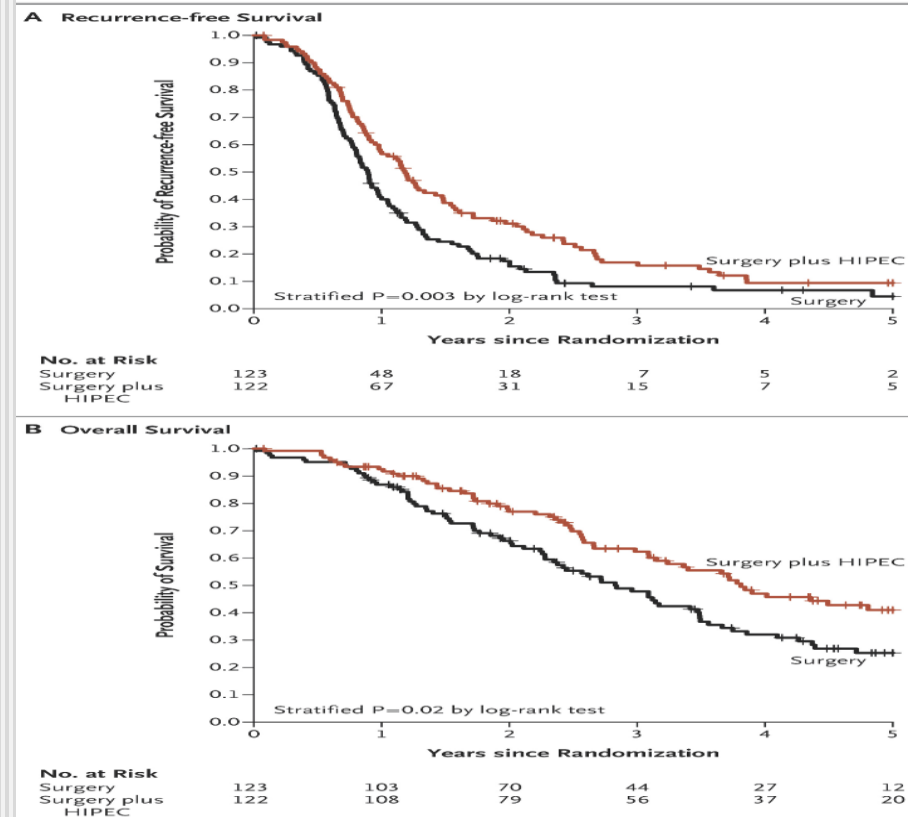 A Recurrence-free Survival
1.0
0.9
0.8
0.7
0.6
0.5
0.4
0.3
0.2
0.1
0.0
Probability of Recurrence-free Survival
Surgery plus HIPEC
Surgery
Stratified P=0.003 by log-rank test
0 1 2 3 4 5
Years since Randomization
No. at Risk
Surgery 123 48 18 7 5 2
Surgery plus 122 67 31 15 7 5
HIPEC
B Overall Survival
1.0
0.9
0.8
0.7
0.6
0.5
0.4
0.3
0.2
0.1
0.0
Probability of Survival
Surgery plus HIPEC
Surgery
Stratified P=0.02 by log-rank test
0 1 2 3 4 5
Years since Randomization
No. at Risk
Surgery 123 103 70 44 27 12
Surgery plus 122 108 79 56 37 20
HIPEC